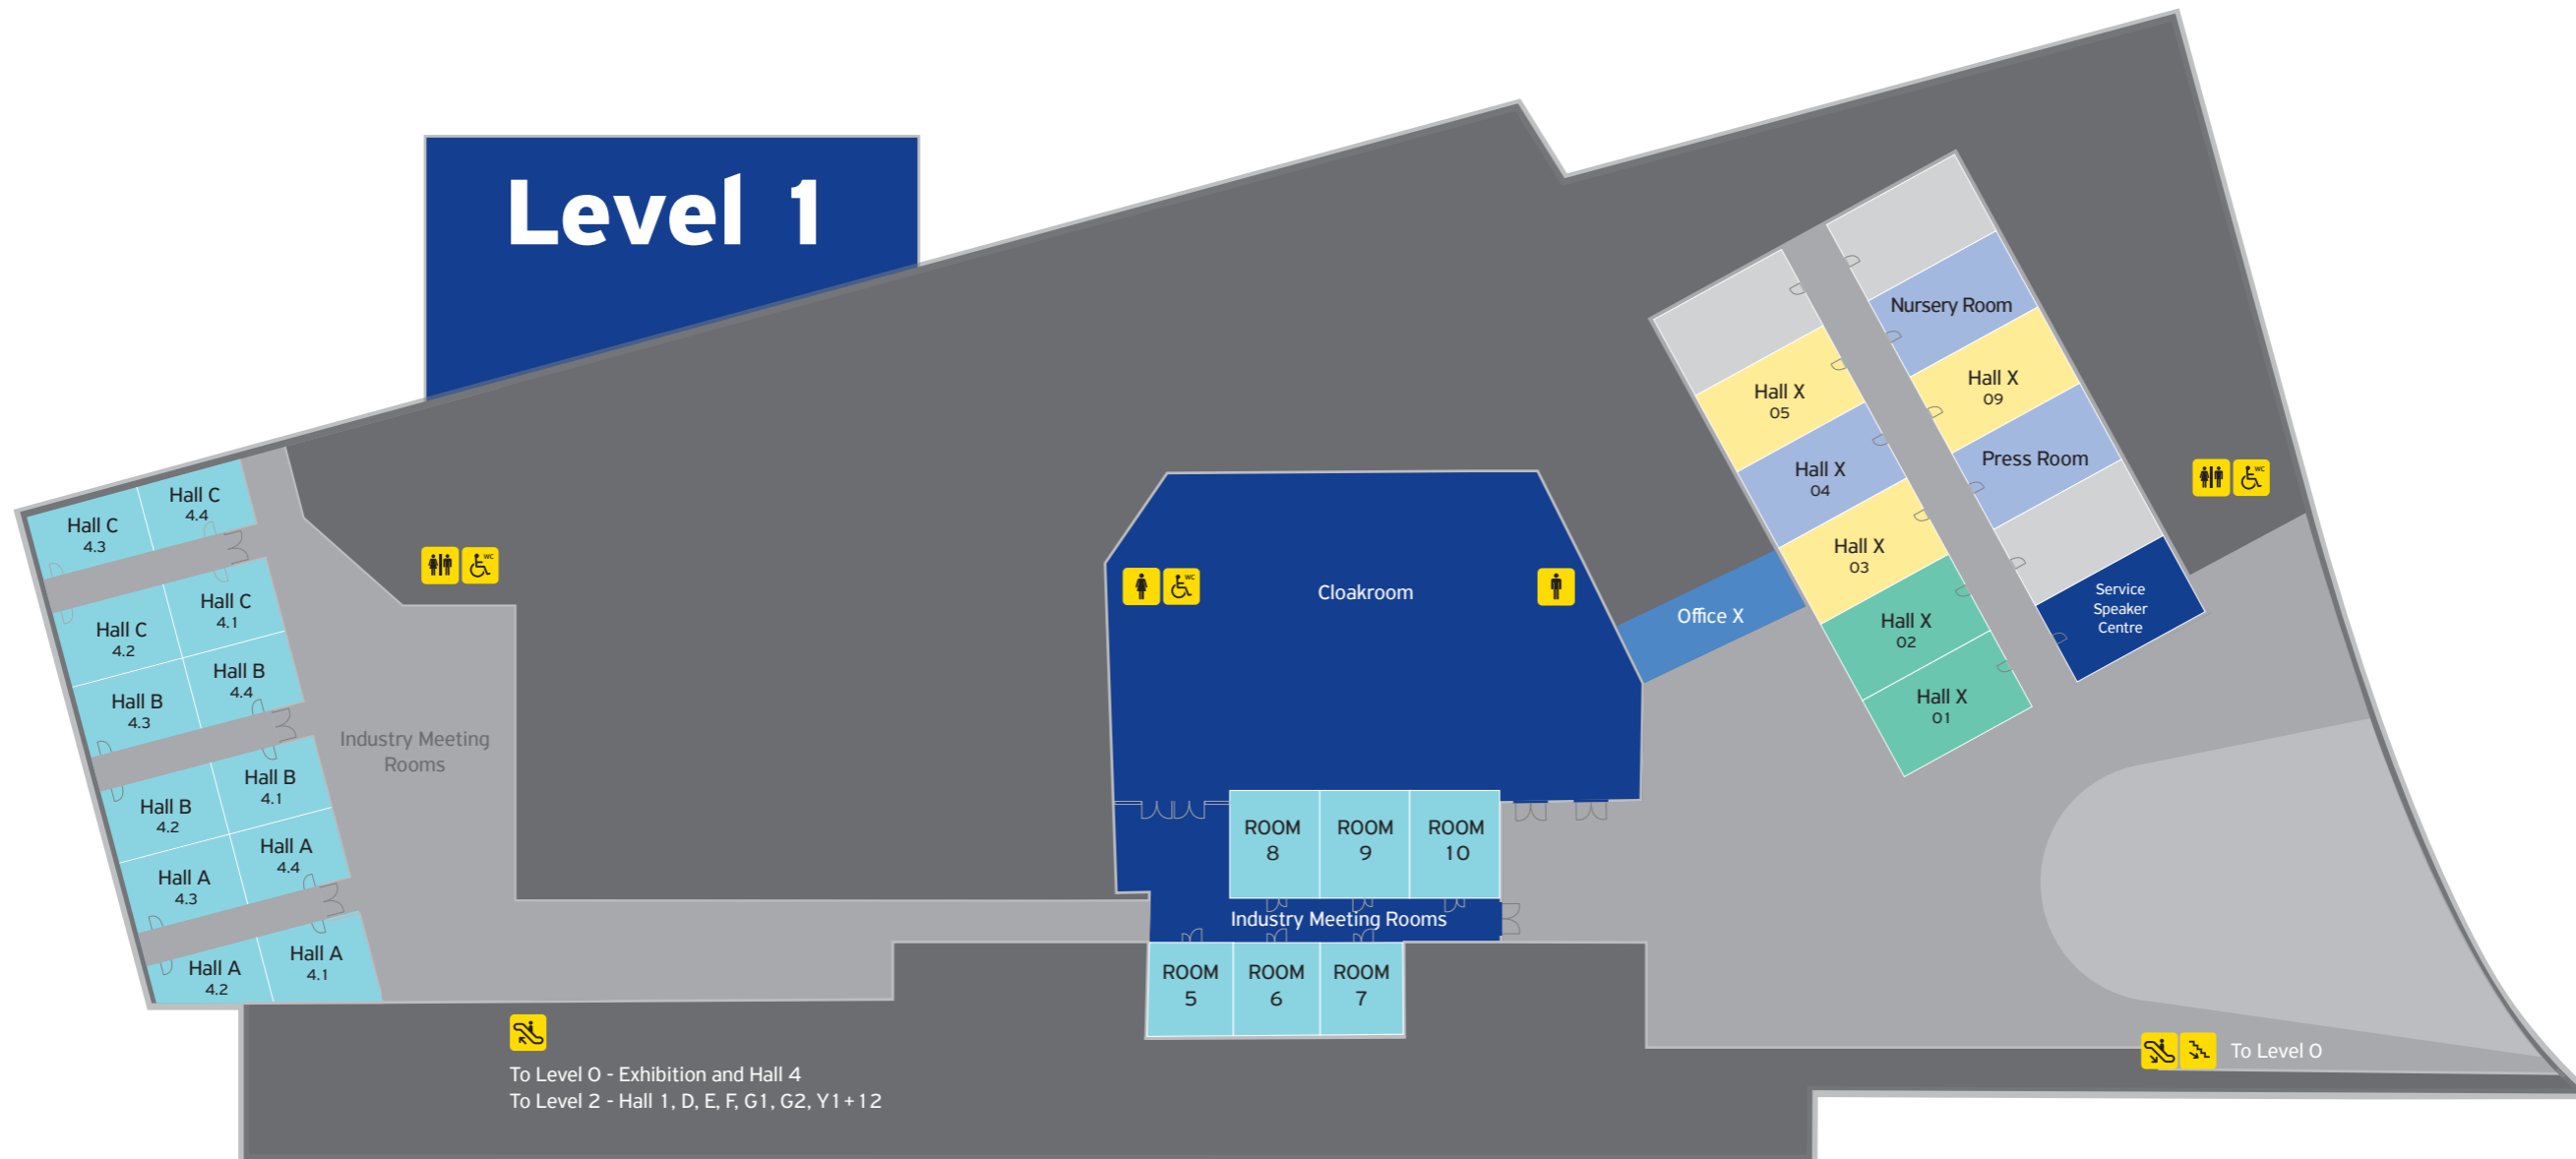 Level 1
Hall C
4.4
Hall C
4.3
Hall C
4.1
Hall C
4.2
Hall B
4.4
Hall B
4.3
Hall B
4.1
Hall B
4.2
Hall A
4.4
Hall A
4.3
Hall A
4.1
Hall A
4.2
Industry Meeting
Rooms
WC
To Level 0 - Exhibition and Hall 4
To Level 2 - Hall 1, D, E, F, G1, G2, Y1+12
WC
Cloakroom
ROOM
8
ROOM
9
ROOM
10
Industry Meeting Rooms
ROOM
5
ROOM
6
ROOM
7
Office X
Hall X
05
Hall X
04
Hall X
03
Hall X
02
Hall X
01
Nursery Room
Hall X
09
Press Room
Service
Speaker
Centre
WC
To Level 0